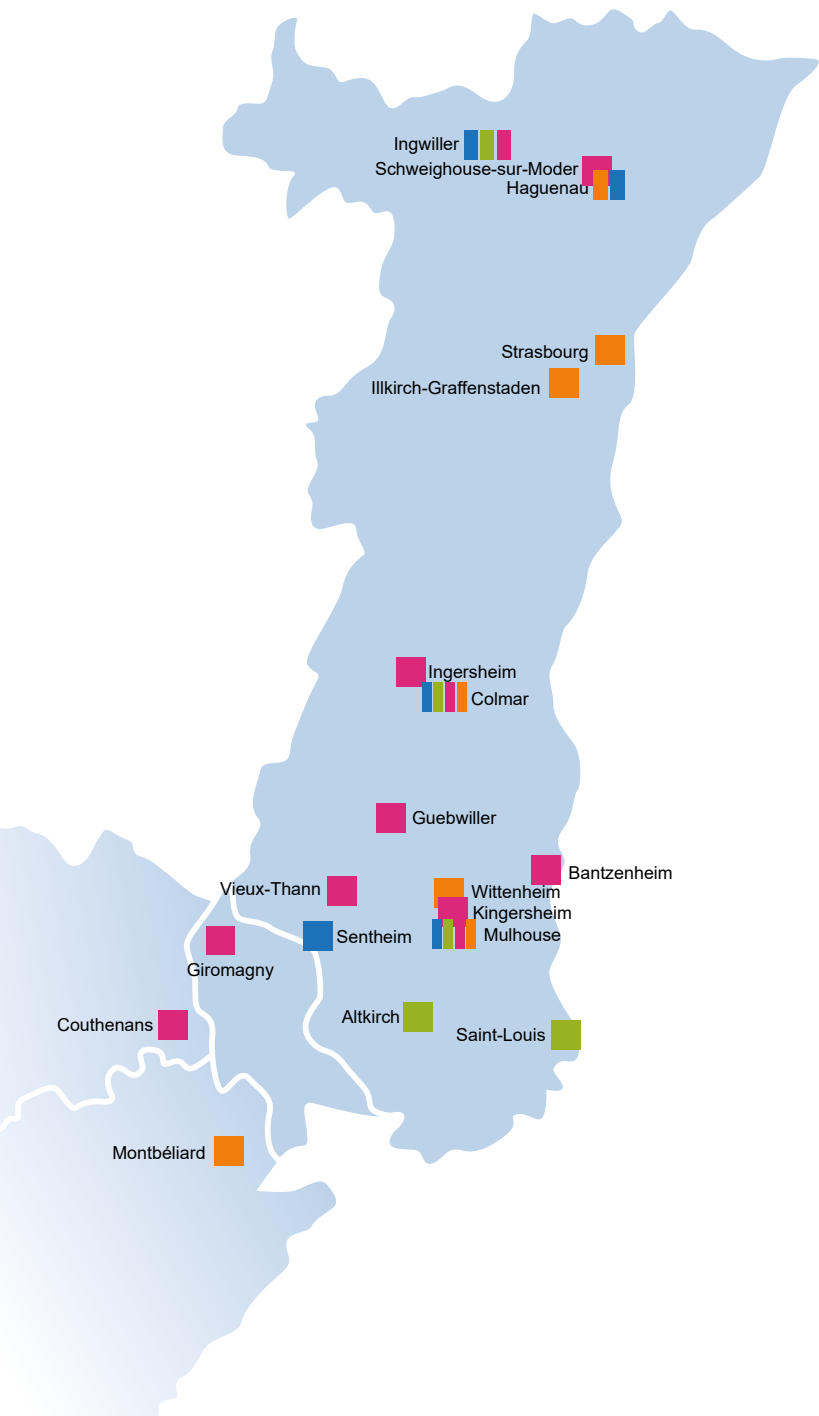 Ingwiller
Schweighouse-sur-Moder
Haguenau
Strasbourg
Illkirch-Graffenstaden
Ingersheim
Colmar
Guebwiller
Bantzenheim
Vieux-Thann
Wittenheim
Kingersheim
Mulhouse
Sentheim
Giromagny
Altkirch
Couthenans
Saint-Louis
Montbéliard